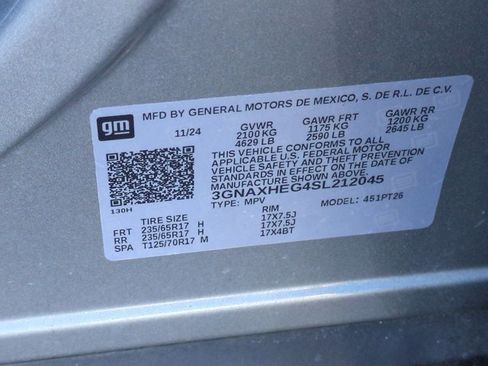 gm
MFD BY GENERAL MOTORS DE MEXICO, S. DE R.L. DE C.V.
11/24 GVWR GAWR FRT GAWR RR
2100 KG 1175 KG 1200 KG
4629 LB 2590 LB 2645 LB
THIS VEHICLE CONFORMS TO ALL
APPLICABLE U.S. FEDERAL MOTOR
VEHICLE SAFETY AND THEFT PREVENTION
STANDARDS IN EFFECT ON THE DATE OF
MANUFACTURE SHOWN ABOVE.
3GNAXHEG4SL212045
TYPE: MPV MODEL: 451PT26
130H
TIRE SIZE RIM
FRT 235/65R17 H 17X7.5J
RR 235/65R17 H 17X7.5J
SPA T125/70R17 M 17X4BT